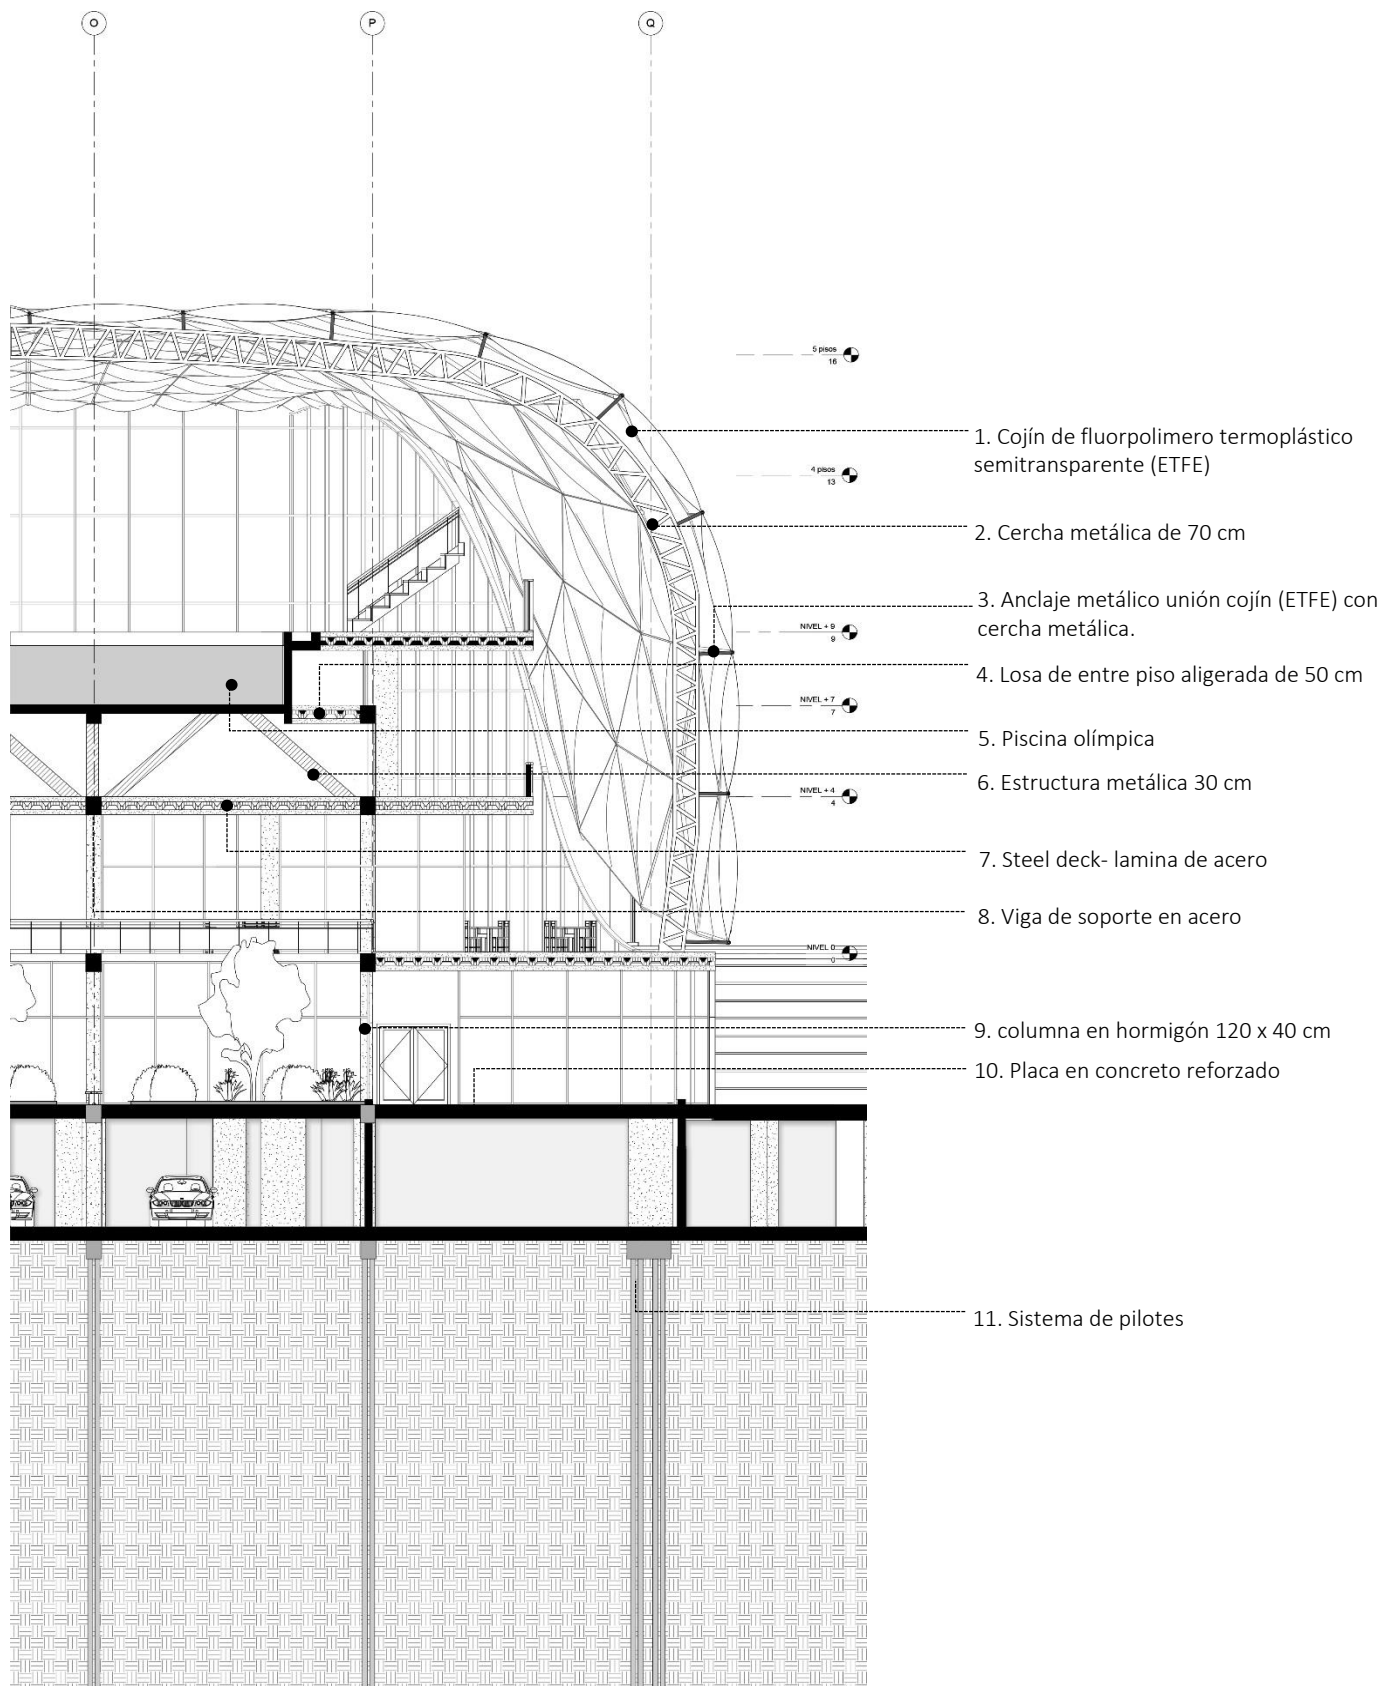 O P Q
5 pisos
16
1. Cojín de fluorpolimero termoplástico
semitransparente (ETFE)
4 pisos
13
2. Cercha metálica de 70 cm
3. Anclaje metálico unión cojín (ETFE) con
cercha metálica.
NIVEL + 9
9
4. Losa de entre piso aligerada de 50 cm
NIVEL + 7
7
5. Piscina olímpica
6. Estructura metálica 30 cm
NIVEL + 4
4
7. Steel deck- lamina de acero
8. Viga de soporte en acero
NIVEL 0
0
9. columna en hormigón 120 x 40 cm
10. Placa en concreto reforzado
11. Sistema de pilotes